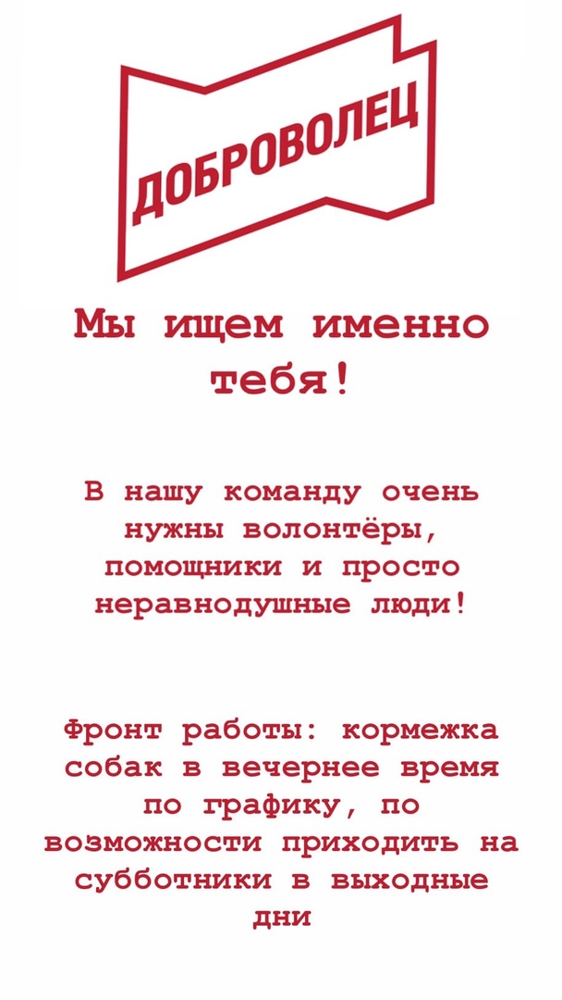 ДОБРОВОЛЕЦ
Мы ищем именно
тебя!
В нашу команду очень
нужны волонтёры,
помощники и просто
неравнодушные люди!
Фронт работы: кормежка
собак в вечернее время
по графику, по
возможности приходить на
субботники в выходные
дни